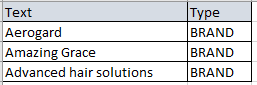 Text Type
Aerogard BRAND
Amazing Grace BRAND
Advanced hair solutions BRAND